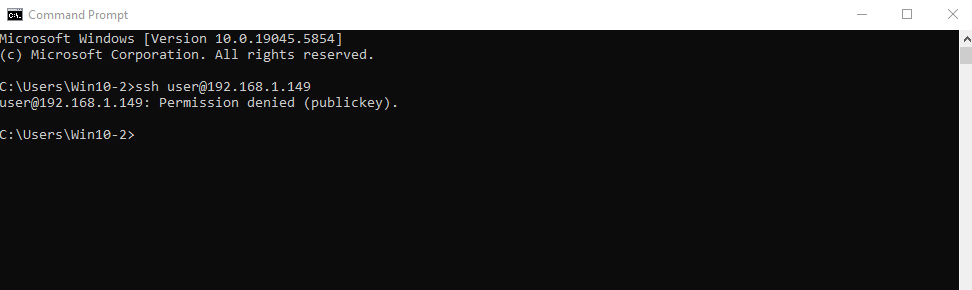 Command Prompt
Microsoft Windows [Version 10.0.19045.5854]
(c) Microsoft Corporation. All rights reserved.
C:\Users\Win10-2>ssh user@192.168.1.149
user@192.168.1.149: Permission denied (publickey).
C:\Users\Win10-2>